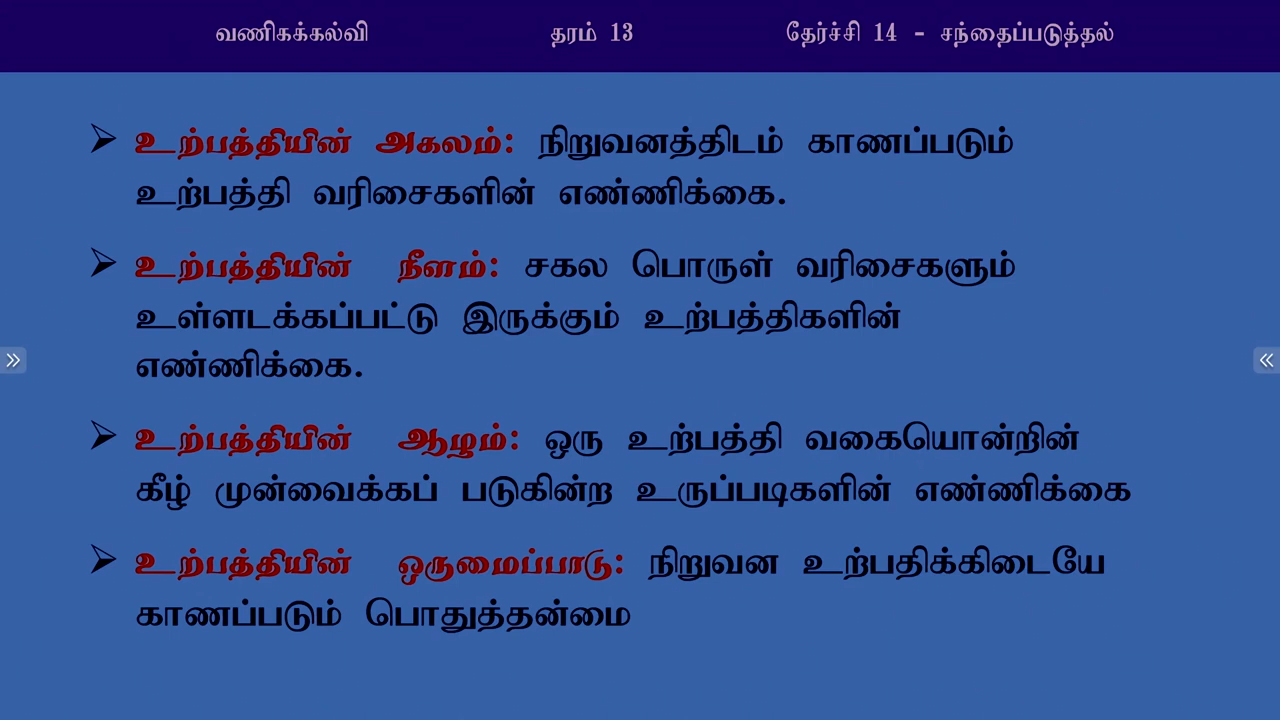 வணிகக்கல்வி தரம் 13 தேர்ச்சி 14 - சந்தைப்படுத்தல்
➢ உற்பத்தியின் அகலம்: நிறுவனத்திடம் காணப்படும்
உற்பத்தி வரிசைகளின் எண்ணிக்கை.
➢ உற்பத்தியின் நீளம்: சகல பொருள் வரிசைகளும்
உள்ளடக்கப்பட்டு இருக்கும் உற்பத்திகளின்
எண்ணிக்கை.
➢ உற்பத்தியின் ஆழம்: ஒரு உற்பத்தி வகையொன்றின்
கீழ் முன்வைக்கப் படுகின்ற உருப்படிகளின் எண்ணிக்கை
➢ உற்பத்தியின் ஒருமைப்பாடு: நிறுவன உற்பதிக்கிடையே
காணப்படும் பொதுத்தன்மை